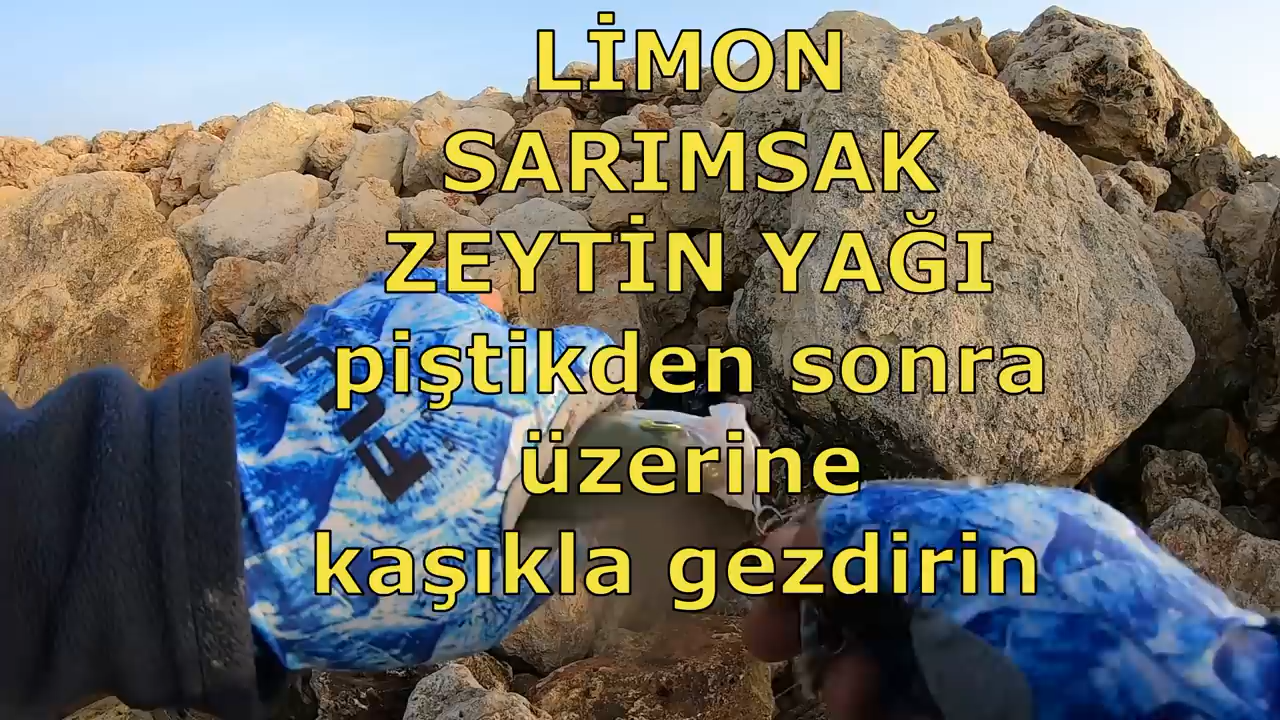 LİMON
SARIMSAK
ZEYTİN YAĞI
piştikden sonra
üzerine
kaşıkla gezdirin